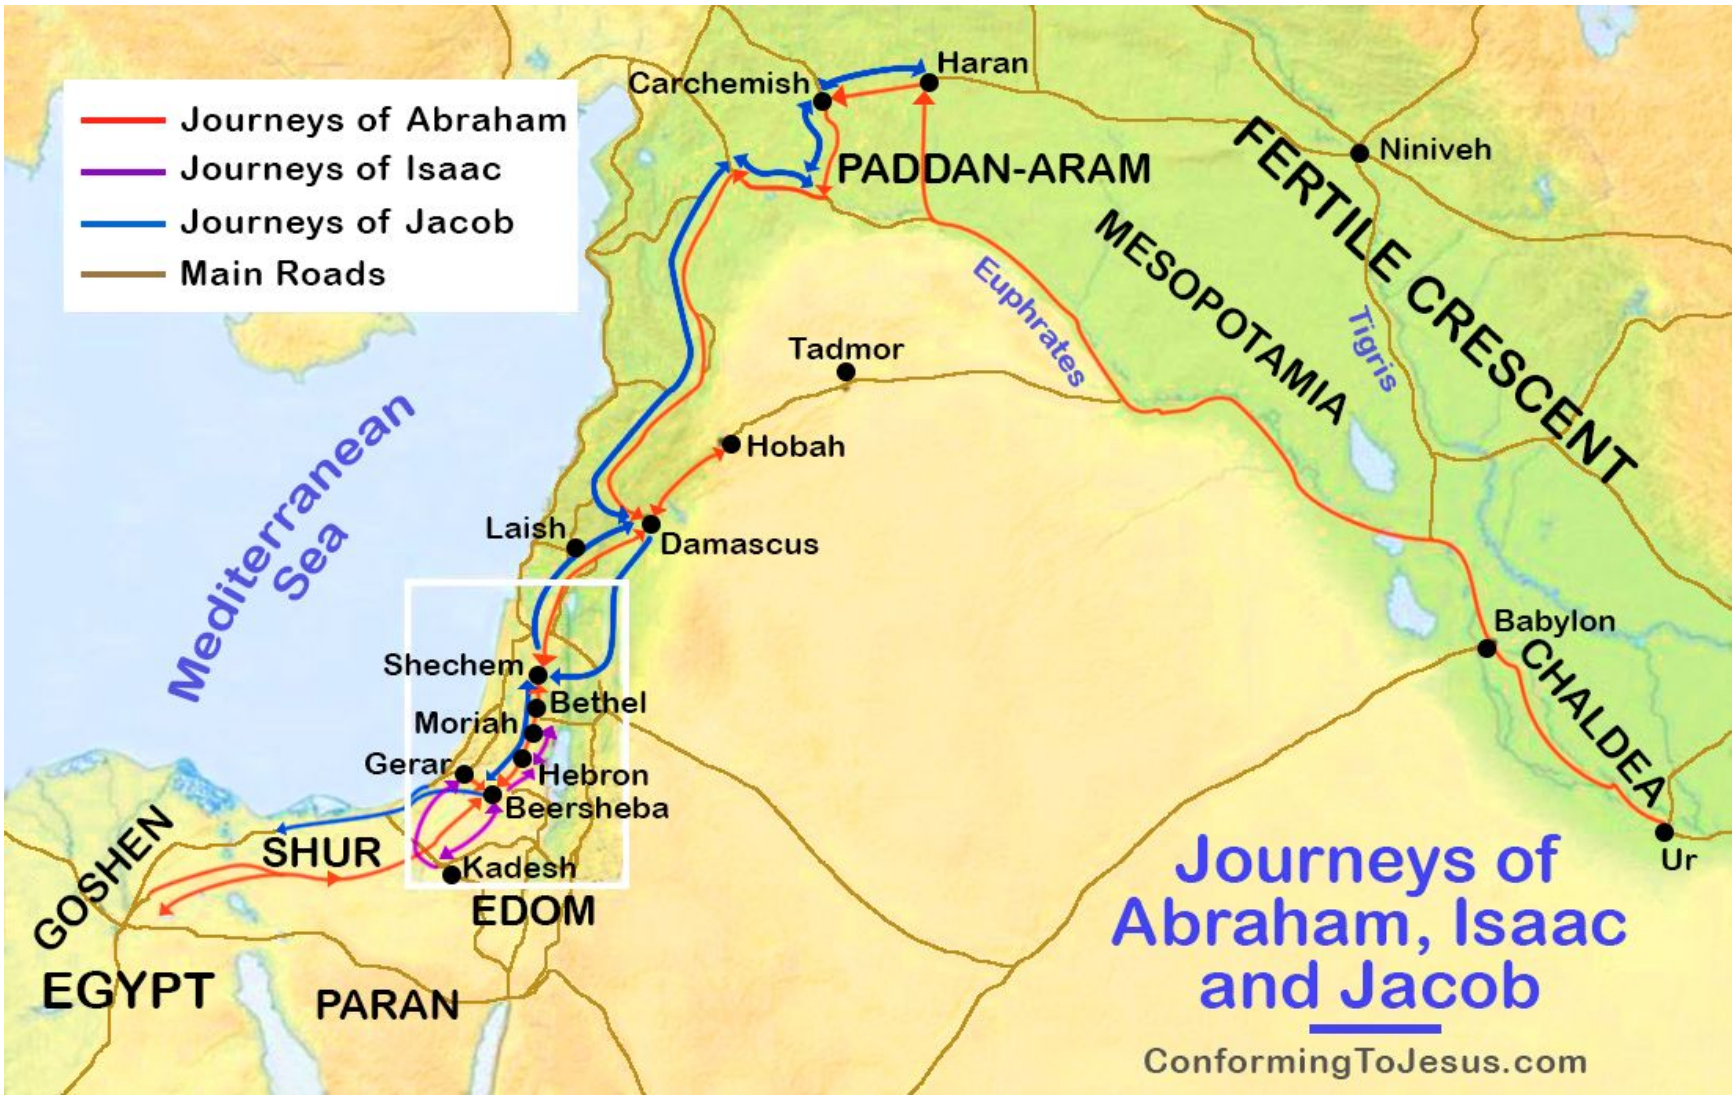 Journeys of Abraham
Journeys of Isaac
Journeys of Jacob
Main Roads
Carchemish
Haran
PADDAN-ARAM
Niniveh
FERTILE CRESCENT
MESOPOTAMIA
Euphrates
Tigris
Tadmor
Hobah
Mediterranean
Sea
Laish
Damascus
Babylon
CHALDEA
Ur
Shechem
Bethel
Moriah
Gerar
Hebron
Beersheba
SHUR
Kadesh
GOSHEN
EDOM
EGYPT
PARAN
Journeys of
Abraham, Isaac
and Jacob
ConformingToJesus.com